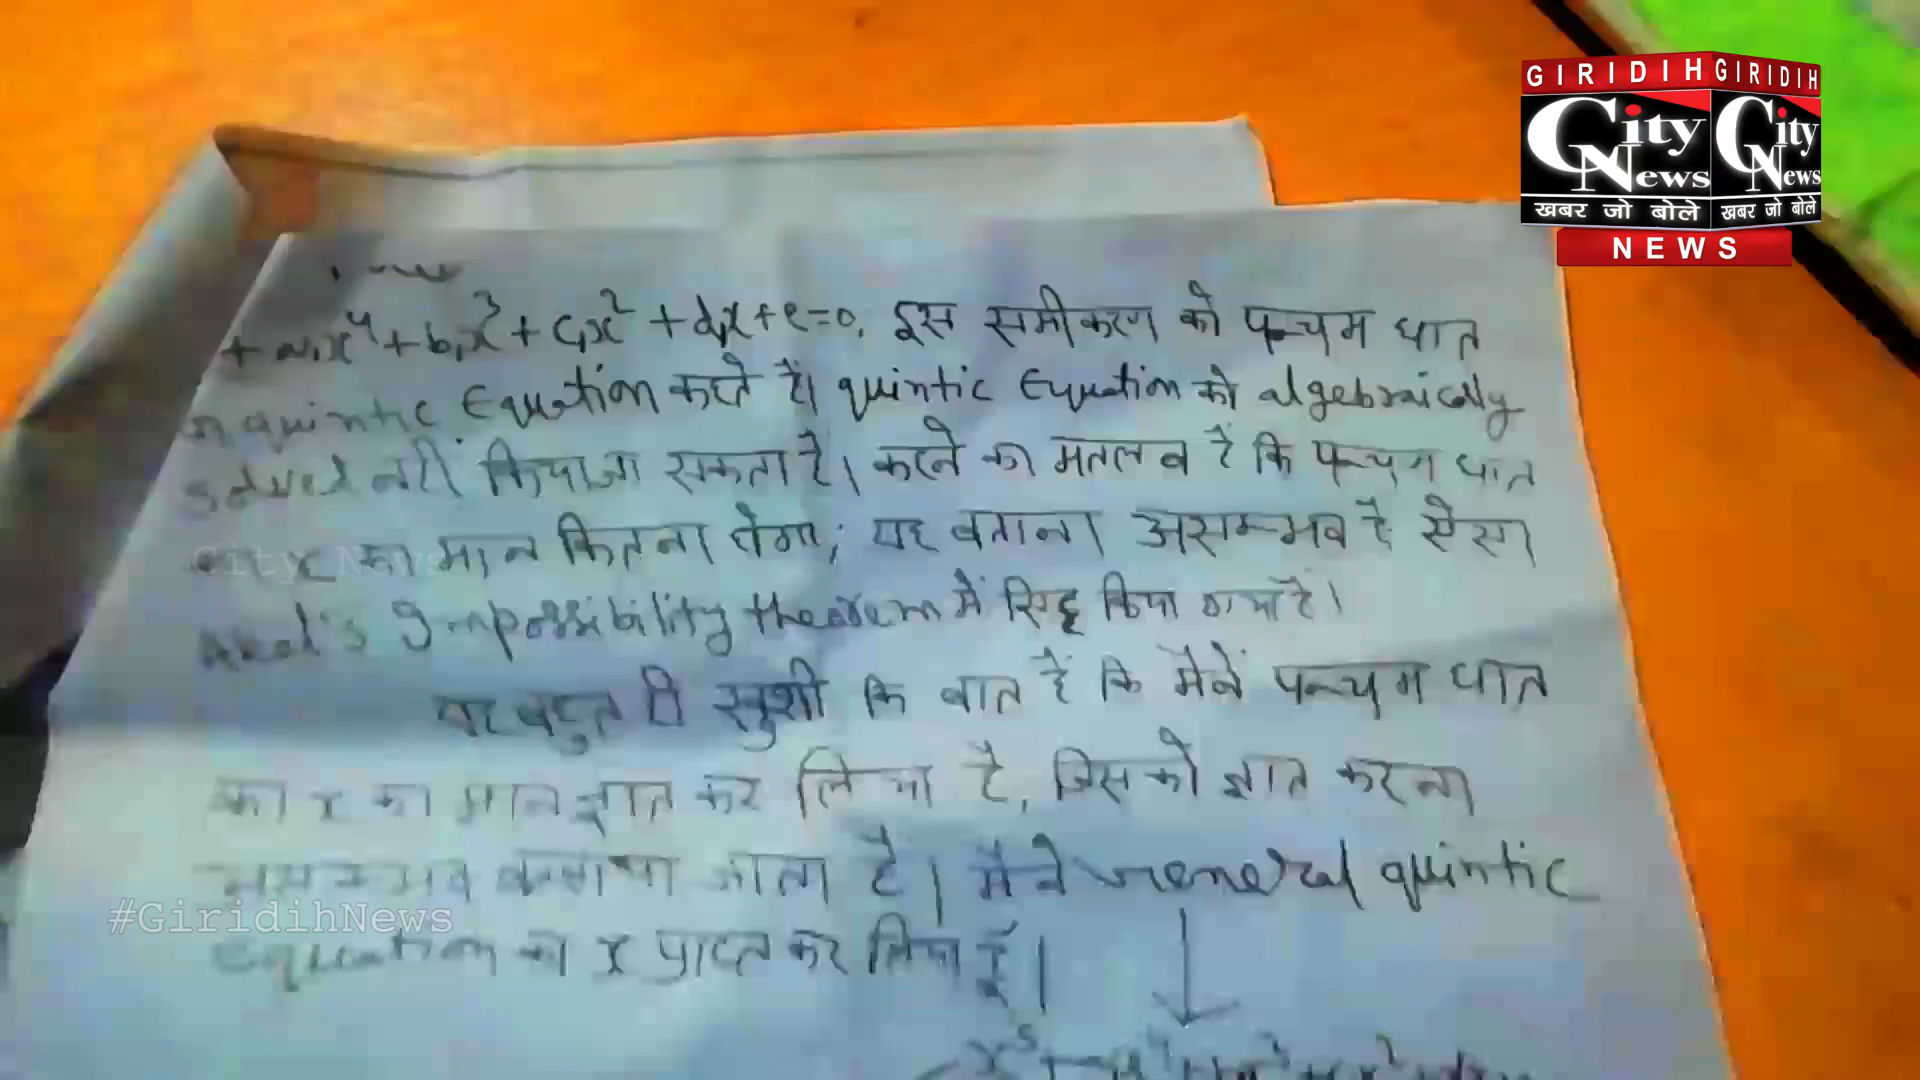 GIRIDIH GIRIDIH
City News City News
खबर जो बोले खबर जो बोले
NEWS
+ a₁x⁴ + b₁x³ + c₁x² + d₁x + e = 0, इस समीकरण को पन्चम घात
quintic Equation कहते हैं। quintic Equation को algebraically
solved नहीं किया जा सकता है। कहने का मतलब है कि पन्चम घात
x का मान कितना होगा, यह बताना असम्भव है ऐसा
City News
Abel's Impossibility theorem में सिद्ध किया गया है।
यह बहुत ही खुशी कि बात है कि मैनें पन्चम घात
का x का मान ज्ञात कर लिया है, जिसको ज्ञात करना
असम्भव बताया जाता है। मैने General quintic
#GiridihNews
Equation का x प्राप्त कर लिया हूँ।